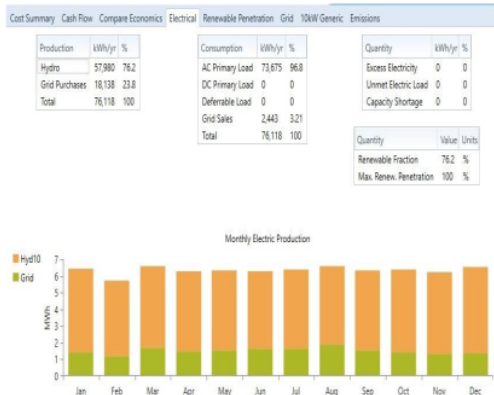 Cost Summary Cash Flow Compare Economics Electrical Renewable Penetration Grid 10kW Generic Emissions
Production kWh/yr %
Hydro 57,980 76.2
Grid Purchases 18,138 23.8
Total 76,118 100
Consumption kWh/yr %
AC Primary Load 73,675 96.8
DC Primary Load 0 0
Deferrable Load 0 0
Grid Sales 2,443 3.21
Total 76,118 100
Quantity kWh/yr %
Excess Electricity 0 0
Unmet Electric Load 0 0
Capacity Shortage 0 0
Quantity Value Units
Renewable Fraction 76.2 %
Max. Renew. Penetration 100 %
Monthly Electric Production
Hyd10
Grid
MWh
7
6
5
4
3
2
1
0
Jan Feb Mar Apr May Jun Jul Aug Sep Oct Nov Dec